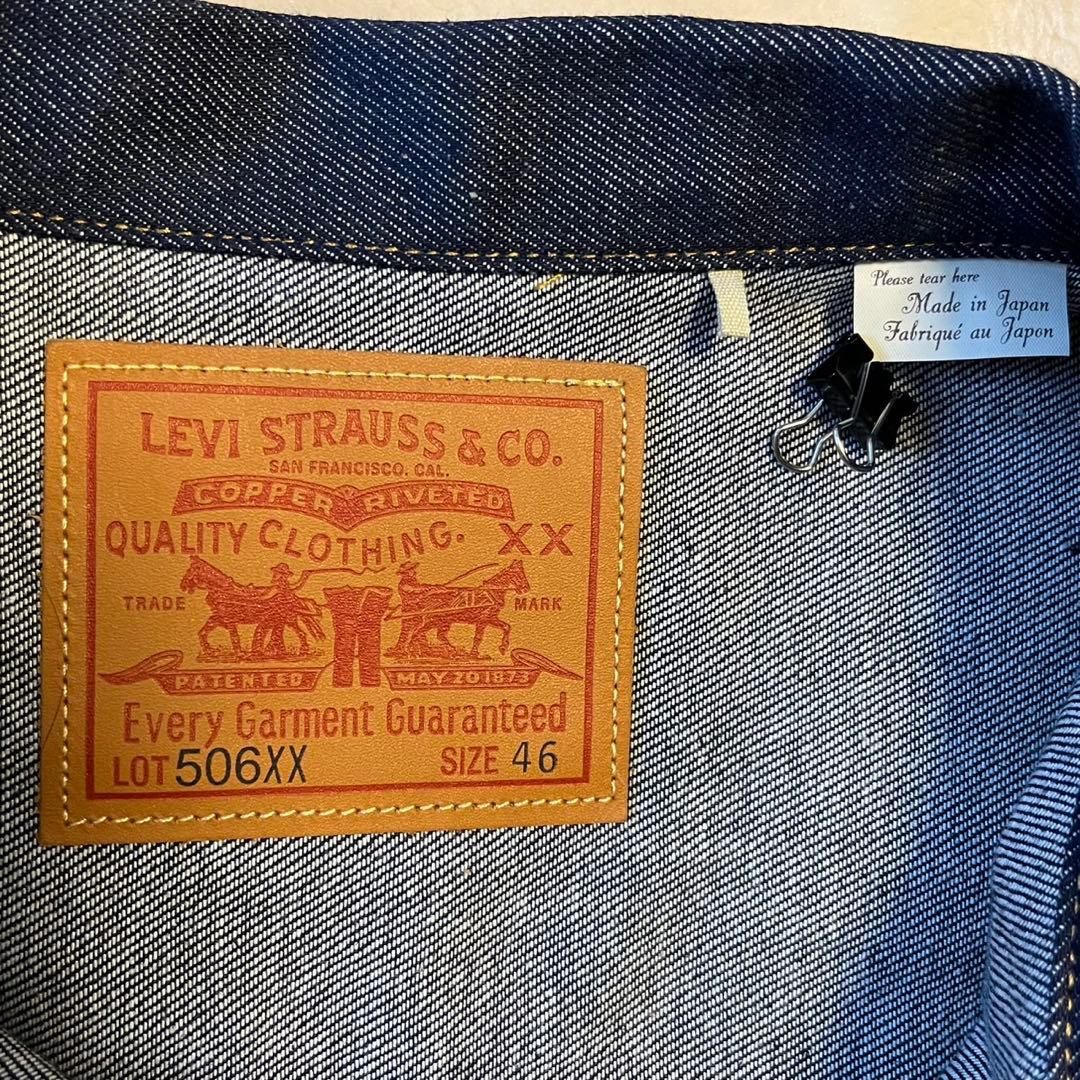 Please tear here
Made in Japan
Fabriqué au Japon
LEVI STRAUSS & CO.
SAN FRANCISCO. CAL.
COPPER RIVETED
QUALITY CLOTHING. XX
TRADE MARK
PATENTED MAY 20 1873
Every Garment Guaranteed
LOT 506XX SIZE 46